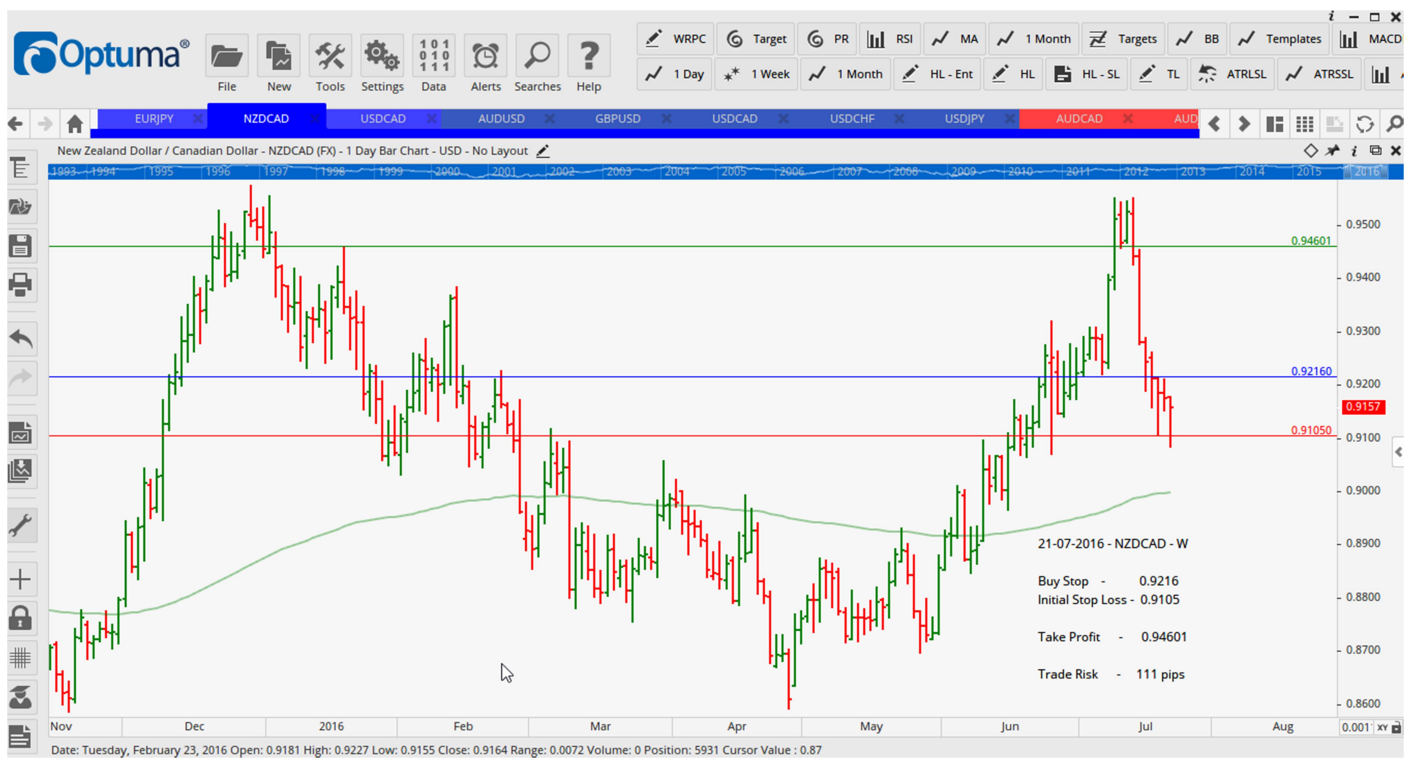 Optuma®
File New Tools Settings Data Alerts Searches Help
WRPC Target PR RSI MA 1 Month Targets BB Templates MACD
1 Day 1 Week 1 Month HL - Ent HL HL - SL TL ATRLSL ATRSSL
EURJPY NZDCAD USDCAD AUDUSD GBPUSD USDCAD USDCHF USDJPY AUDCAD AUD
New Zealand Dollar / Canadian Dollar - NZDCAD (FX) - 1 Day Bar Chart - USD - No Layout
1993 1994 1995 1996 1997 1998 1999 2000 2001 2002 2003 2004 2005 2006 2007 2008 2009 2010 2011 2012 2013 2014 2015 2016
0.9500
0.94601
0.9400
0.9300
0.92160
0.9200
0.9157
0.91050
0.9100
0.9000
0.8900
21-07-2016 - NZDCAD - W
Buy Stop - 0.9216
Initial Stop Loss - 0.9105
0.8800
Take Profit - 0.94601
0.8700
Trade Risk - 111 pips
0.8600
Nov Dec 2016 Feb Mar Apr May Jun Jul Aug 0.001 XY
Date: Tuesday, February 23, 2016 Open: 0.9181 High: 0.9227 Low: 0.9155 Close: 0.9164 Range: 0.0072 Volume: 0 Position: 5931 Cursor Value : 0.87